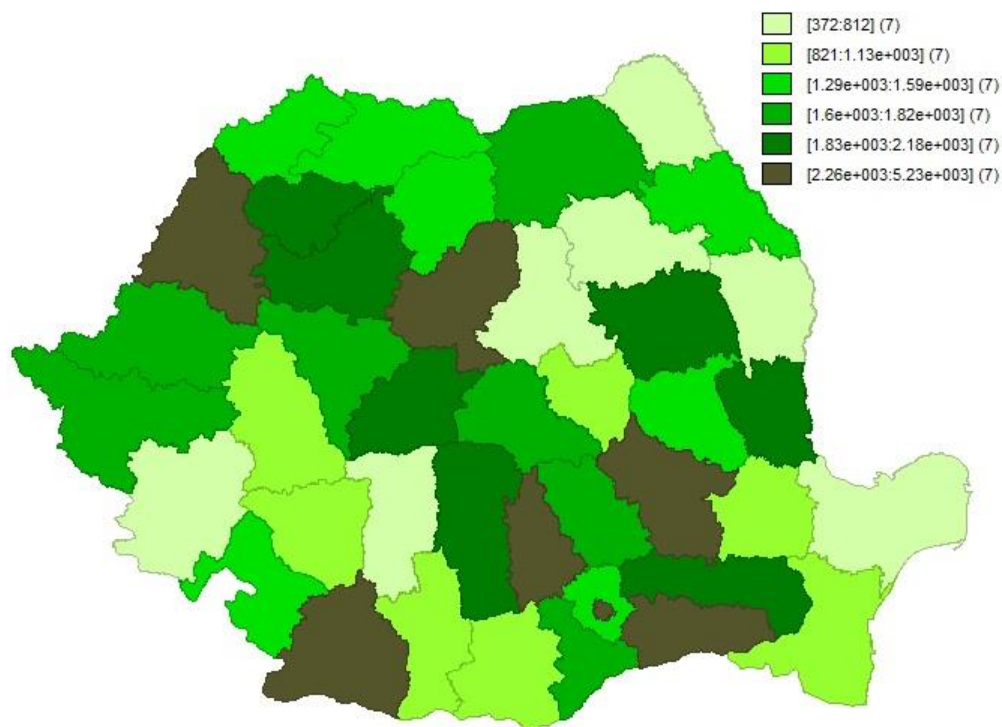 [372:812] (7)
[821:1.13e+003] (7)
[1.29e+003:1.59e+003] (7)
[1.6e+003:1.82e+003] (7)
[1.83e+003:2.18e+003] (7)
[2.26e+003:5.23e+003] (7)